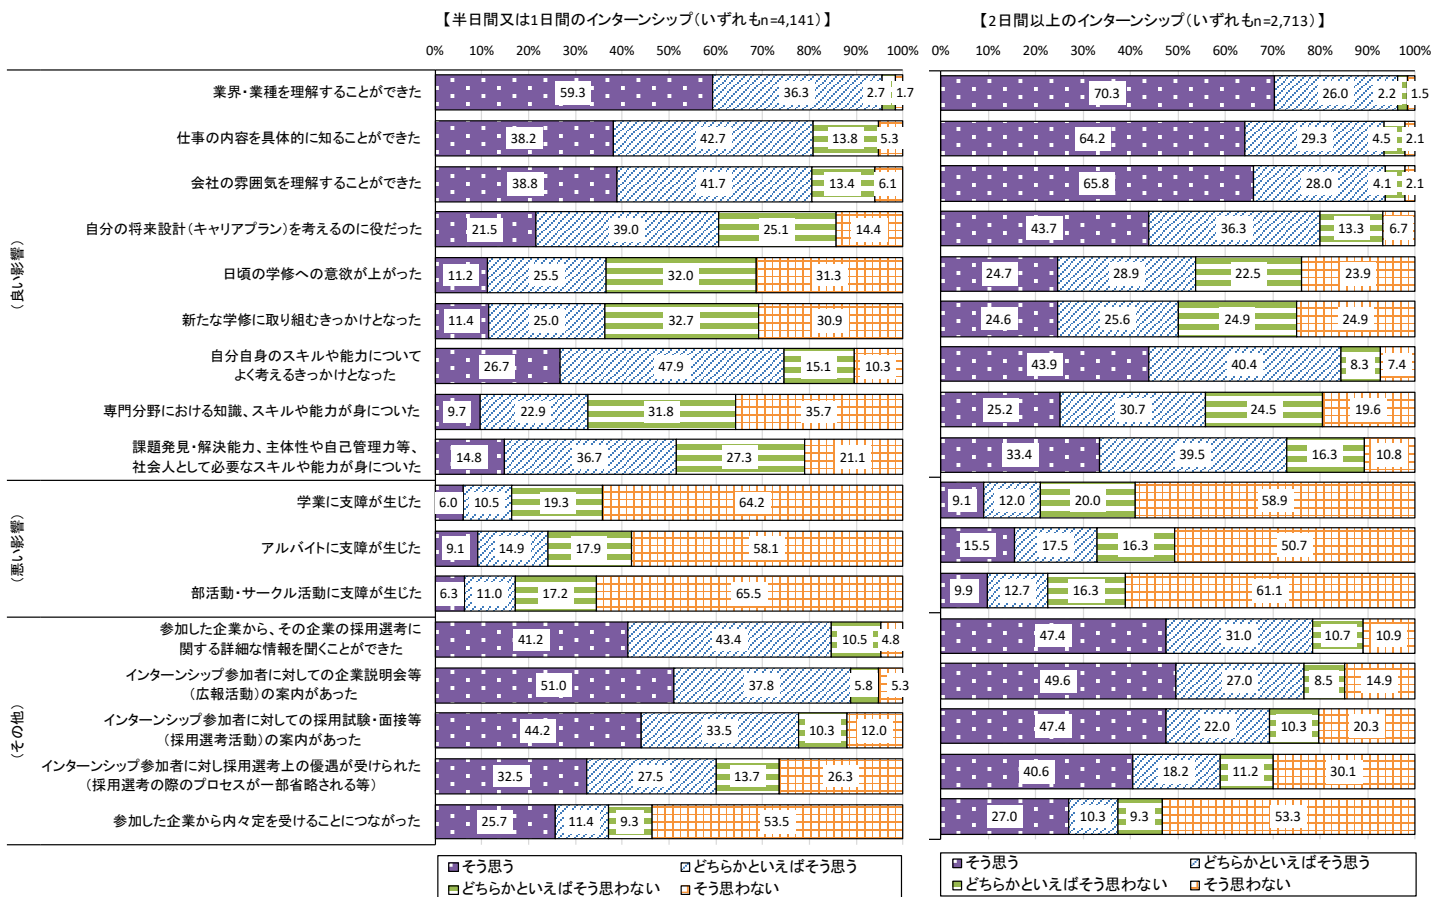 【半日間又は1日間のインターンシップ(いずれもn=4,141)】
【2日間以上のインターンシップ(いずれもn=2,713)】
0% 10% 20% 30% 40% 50% 60% 70% 80% 90% 100%
0% 10% 20% 30% 40% 50% 60% 70% 80% 90% 100%
(良い影響)
業界・業種を理解することができた
59.3 36.3 2.7 1.7
70.3 26.0 2.2 1.5
仕事の内容を具体的に知ることができた
38.2 42.7 13.8 5.3
64.2 29.3 4.5 2.1
会社の雰囲気を理解することができた
38.8 41.7 13.4 6.1
65.8 28.0 4.1 2.1
自分の将来設計(キャリアプラン)を考えるのに役だった
21.5 39.0 25.1 14.4
43.7 36.3 13.3 6.7
日頃の学修への意欲が上がった
11.2 25.5 32.0 31.3
24.7 28.9 22.5 23.9
新たな学修に取り組むきっかけとなった
11.4 25.0 32.7 30.9
24.6 25.6 24.9 24.9
自分自身のスキルや能力について
よく考えるきっかけとなった
26.7 47.9 15.1 10.3
43.9 40.4 8.3 7.4
専門分野における知識、スキルや能力が身についた
9.7 22.9 31.8 35.7
25.2 30.7 24.5 19.6
課題発見・解決能力、主体性や自己管理力等、
社会人として必要なスキルや能力が身についた
14.8 36.7 27.3 21.1
33.4 39.5 16.3 10.8
(悪い影響)
学業に支障が生じた
6.0 10.5 19.3 64.2
9.1 12.0 20.0 58.9
アルバイトに支障が生じた
9.1 14.9 17.9 58.1
15.5 17.5 16.3 50.7
部活動・サークル活動に支障が生じた
6.3 11.0 17.2 65.5
9.9 12.7 16.3 61.1
(その他)
参加した企業から、その企業の採用選考に
関する詳細な情報を聞くことができた
41.2 43.4 10.5 4.8
47.4 31.0 10.7 10.9
インターンシップ参加者に対しての企業説明会等
(広報活動)の案内があった
51.0 37.8 5.8 5.3
49.6 27.0 8.5 14.9
インターンシップ参加者に対しての採用試験・面接等
(採用選考活動)の案内があった
44.2 33.5 10.3 12.0
47.4 22.0 10.3 20.3
インターンシップ参加者に対し採用選考上の優遇が受けられた
(採用選考の際のプロセスが一部省略される等)
32.5 27.5 13.7 26.3
40.6 18.2 11.2 30.1
参加した企業から内々定を受けることにつながった
25.7 11.4 9.3 53.5
27.0 10.3 9.3 53.3
そう思う どちらかといえばそう思う
どちらかといえばそう思わない そう思わない
そう思う どちらかといえばそう思う
どちらかといえばそう思わない そう思わない